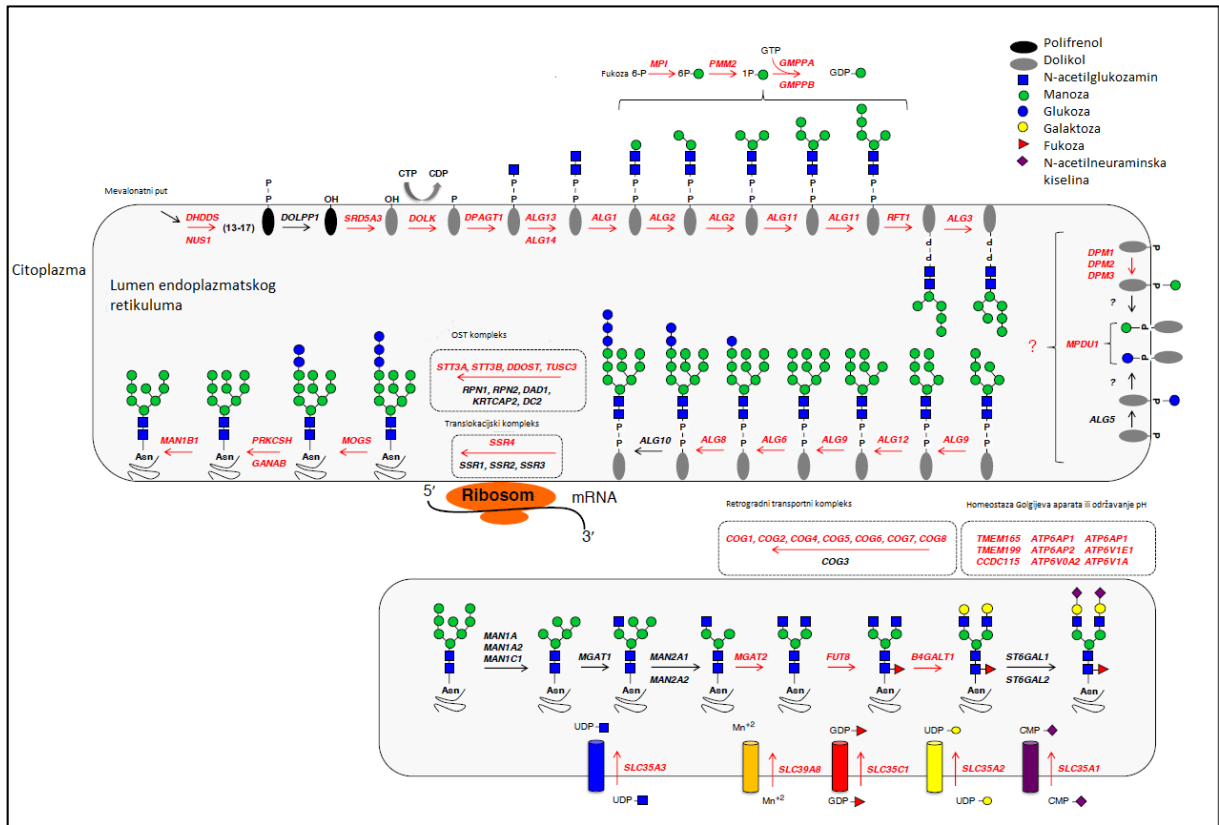 Polifrenol
Dolikol
N-acetilglukozamin
Manoza
Glukoza
Galaktoza
Fukoza
N-acetilneuraminska
kiselina
GTP
Fukoza 6-P
MPI
6P
PMM2
1P
GMPPA
GMPPB
GDP
Mevalonatni put
DHDDS
NUS1
(13-17)
P
P
DOLPP1
OH
SRD5A3
OH
CTP
CDP
DOLK
P
DPAGT1
P
P
ALG13
ALG14
P
P
ALG1
P
P
ALG2
P
P
ALG2
P
P
ALG11
P
P
ALG11
P
P
RFT1
P
P
ALG3
P
P
Citoplazma
Lumen endoplazmatskog
retikuluma
DPM1
DPM2
DPM3
P
P
?
MPDU1
P
P
?
P
ALG5
P
?
OST kompleks
STT3A, STT3B, DDOST, TUSC3
RPN1, RPN2, DAD1,
KRTCAP2, DC2
Translokacijski kompleks
SSR4
SSR1, SSR2, SSR3
Asn
MAN1B1
Asn
PRKCSH
GANAB
Asn
MOGS
Asn
P
P
ALG10
P
P
ALG8
P
P
ALG6
P
P
ALG9
P
P
ALG12
P
P
ALG9
P
P
5′
Ribosom
mRNA
3′
Retrogradni transportni kompleks
COG1, COG2, COG4, COG5, COG6, COG7, COG8
COG3
Homeostaza Golgijeva aparata ili održavanje pH
TMEM165 ATP6AP1 ATP6AP1
TMEM199 ATP6AP2 ATP6V1E1
CCDC115 ATP6V0A2 ATP6V1A
Asn
MAN1A
MAN1A2
MAN1C1
Asn
MGAT1
Asn
MAN2A1
MAN2A2
Asn
MGAT2
Asn
FUT8
Asn
B4GALT1
Asn
ST6GAL1
ST6GAL2
Asn
UDP
SLC35A3
UDP
Mn+2
SLC39A8
Mn+2
GDP
SLC35C1
GDP
UDP
SLC35A2
UDP
CMP
SLC35A1
CMP